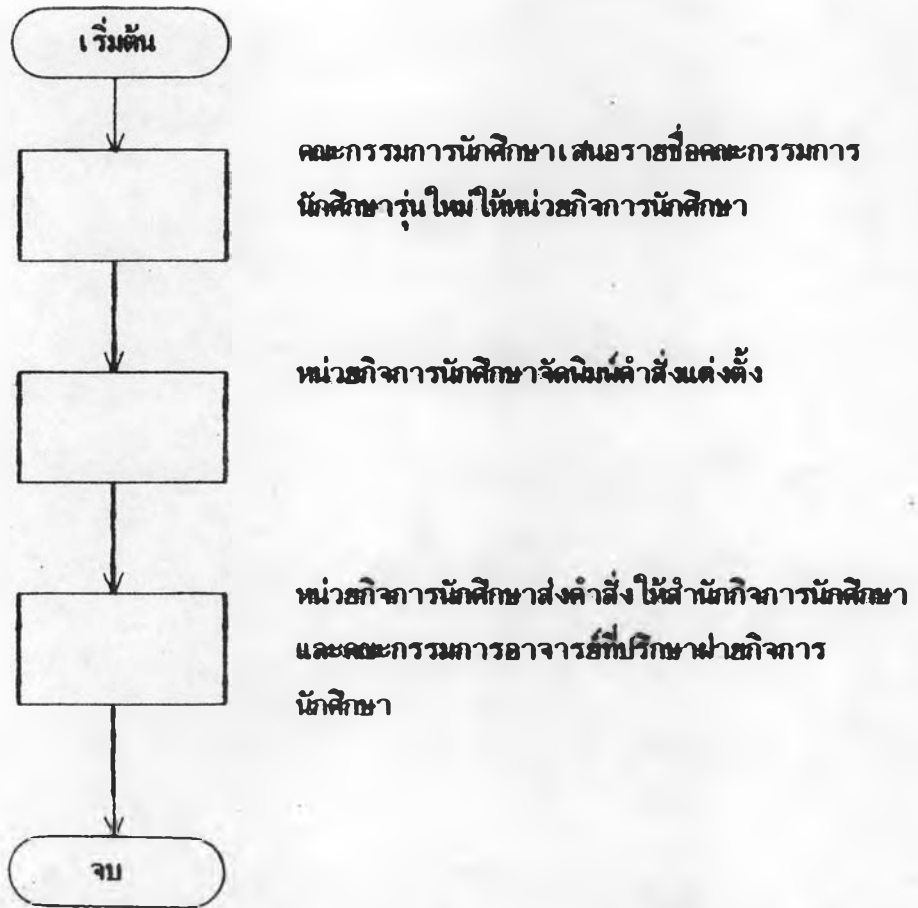 เริ่มต้น
คณะกรรมการนักศึกษาเสนอรายชื่อคณะกรรมการ
นักศึกษารุ่นใหม่ให้หน่วยกิจการนักศึกษา
หน่วยกิจการนักศึกษาจัดพิมพ์คำสั่งแต่งตั้ง
หน่วยกิจการนักศึกษาส่งคำสั่งให้สำนักกิจการนักศึกษา
และคณะกรรมการอาจารย์ที่ปรึกษาฝ่ายกิจการ
นักศึกษา
จบ